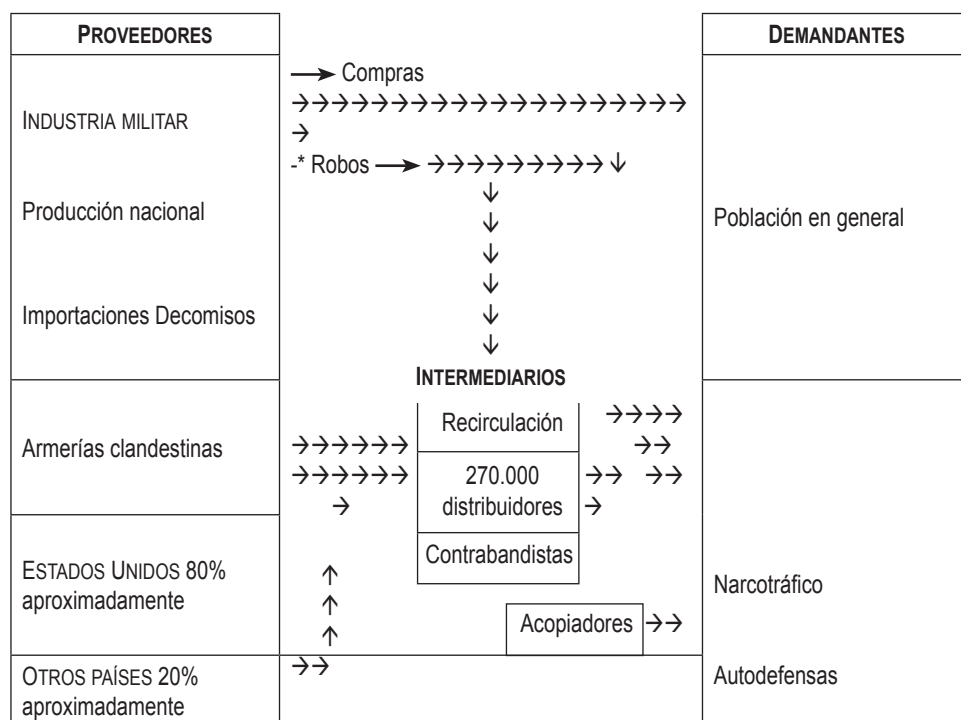 PROVEEDORES
INDUSTRIA MILITAR
Producción nacional
Importaciones Decomisos
Armerías clandestinas
ESTADOS UNIDOS 80%
aproximadamente
OTROS PAÍSES 20%
aproximadamente
→ Compras
→→→→→→→→→→→→→→→→→→→→→
→
-* Robos → →→→→→→→→→ ↓
↓
↓
↓
↓
↓
↓
INTERMEDIARIOS
Recirculación
270.000
distribuidores
Contrabandistas
Acopiadores →→
→→→→→→
→→→→→→
→
↑
↑
↑
→→
→→→→
→→
→→ →→
→
DEMANDANTES
Población en general
Narcotráfico
Autodefensas